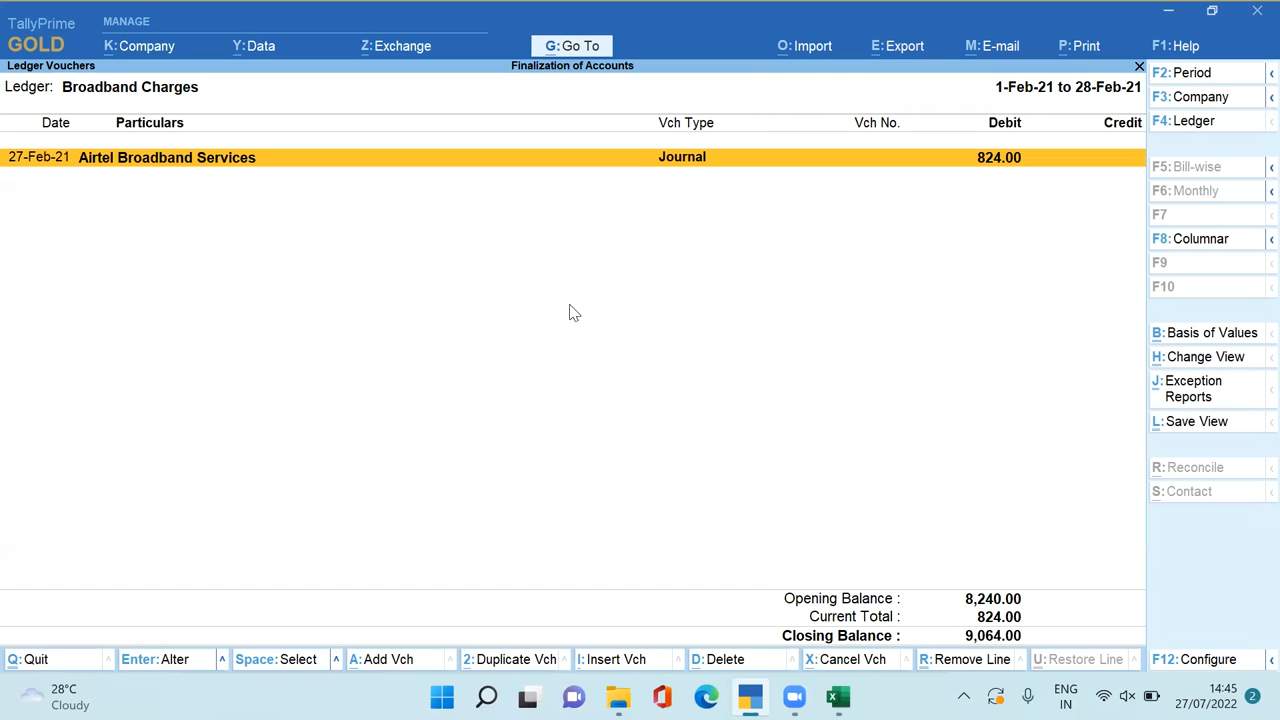 TallyPrime
GOLD
MANAGE
K:Company
Y:Data
Z:Exchange
G:Go To
O:Import
E:Export
M:E-mail
P:Print
F1:Help
Ledger Vouchers
Finalization of Accounts
Ledger: Broadband Charges
1-Feb-21 to 28-Feb-21
Date Particulars Vch Type Vch No. Debit Credit
27-Feb-21 Airtel Broadband Services Journal 824.00
Opening Balance : 8,240.00
Current Total : 824.00
Closing Balance : 9,064.00
F2:Period
F3:Company
F4:Ledger
F5:Bill-wise
F6:Monthly
F7
F8:Columnar
F9
F10
B:Basis of Values
H:Change View
J:Exception
Reports
L:Save View
R:Reconcile
S:Contact
Q:Quit
Enter:Alter
Space:Select
A:Add Vch
2:Duplicate Vch
I:Insert Vch
D:Delete
X:Cancel Vch
R:Remove Line
U:Restore Line
F12:Configure
28°C
Cloudy
ENG
IN
14:45
27/07/2022
2